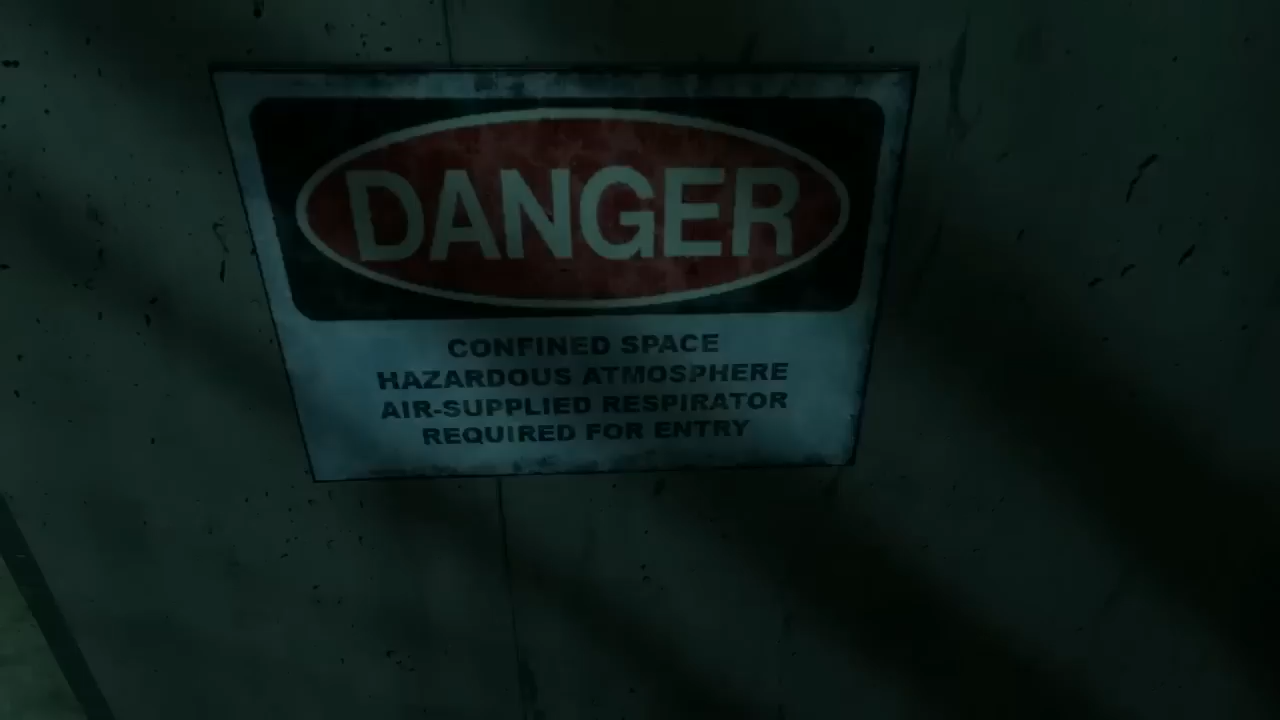 DANGER
CONFINED SPACE
HAZARDOUS ATMOSPHERE
AIR-SUPPLIED RESPIRATOR
REQUIRED FOR ENTRY